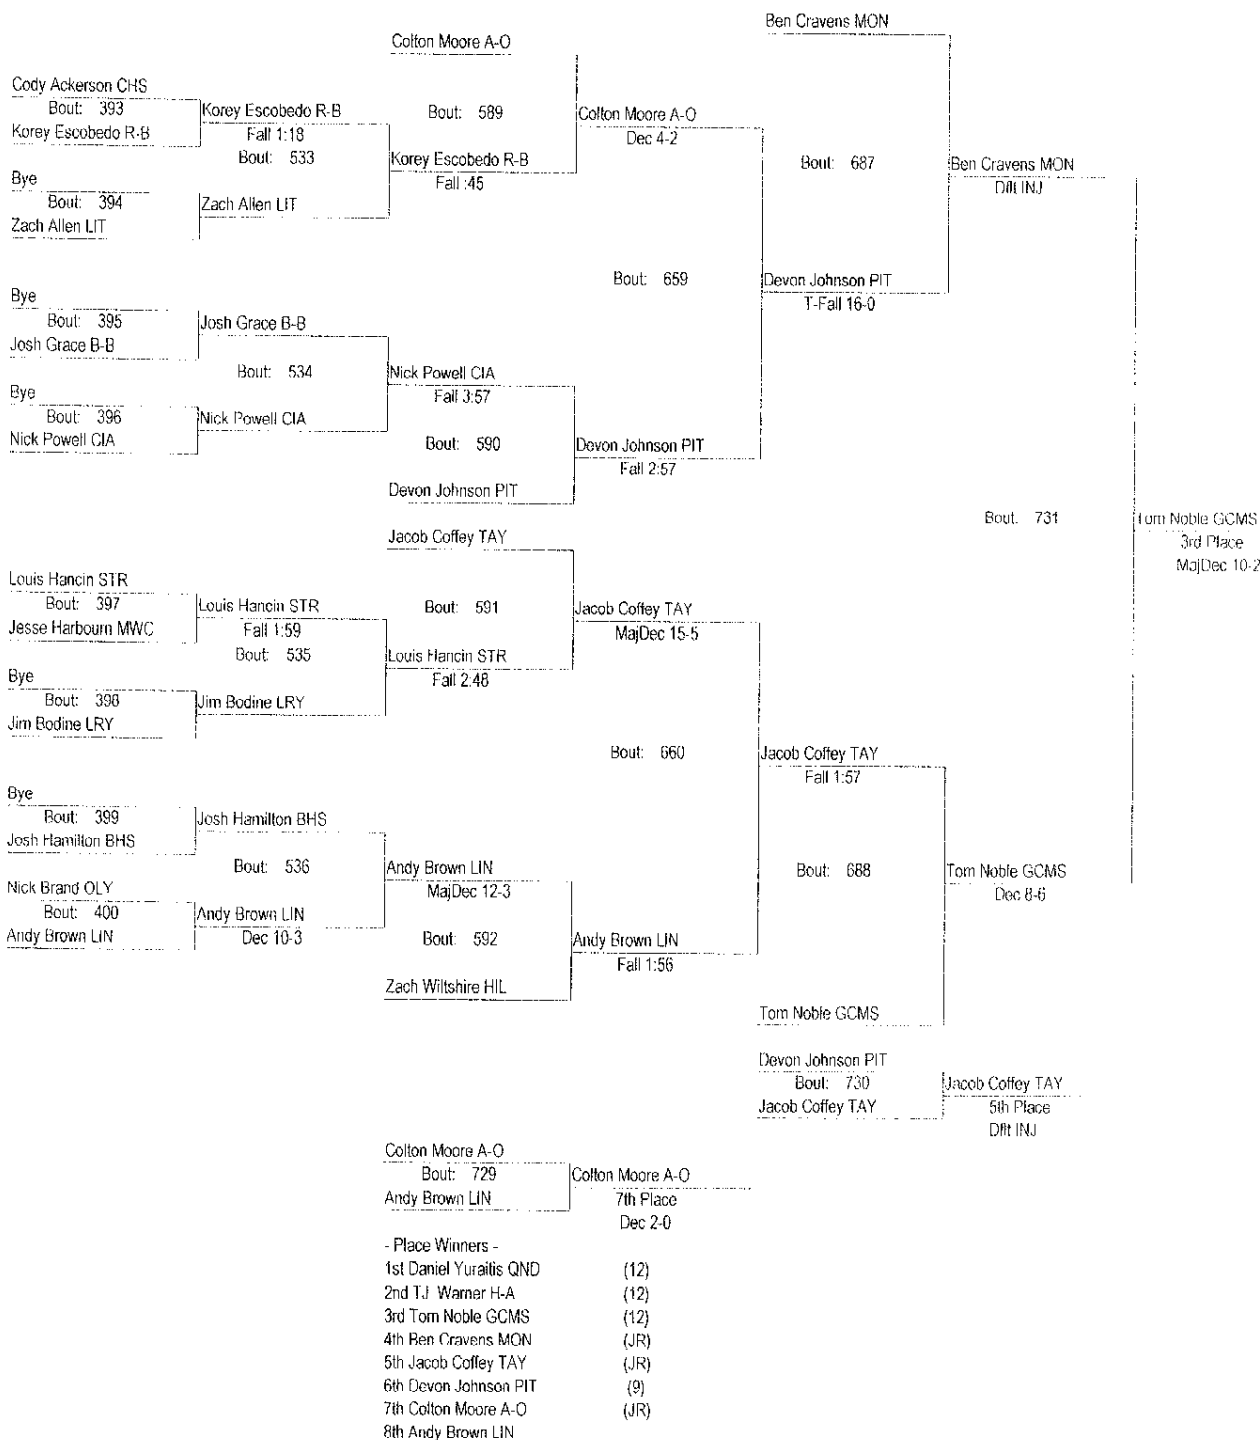 Ben Cravens MON
Colton Moore A-O
Cody Ackerson CHS
Bout: 393
Korey Escobedo R-B
Korey Escobedo R-B
Fall 1:18
Bout: 533
Bout: 589
Colton Moore A-O
Dec 4-2
Korey Escobedo R-B
Fall :45
Bout: 687
Ben Cravens MON
Dflt INJ
Bye
Bout: 394
Zach Allen LIT
Zach Allen LIT
Bout: 659
Devon Johnson PIT
T-Fall 16-0
Bye
Bout: 395
Josh Grace B-B
Josh Grace B-B
Bout: 534
Nick Powell CIA
Fall 3:57
Bye
Bout: 396
Nick Powell CIA
Nick Powell CIA
Bout: 590
Devon Johnson PIT
Fall 2:57
Devon Johnson PIT
Bout: 731
Tom Noble GCMS
3rd Place
MajDec 10-2
Jacob Coffey TAY
Louis Hancin STR
Bout: 397
Jesse Harbourn MWC
Louis Hancin STR
Fall 1:59
Bout: 535
Bout: 591
Jacob Coffey TAY
MajDec 15-5
Louis Hancin STR
Fall 2:48
Bye
Bout: 398
Jim Bodine LRY
Jim Bodine LRY
Bout: 660
Jacob Coffey TAY
Fall 1:57
Bye
Bout: 399
Josh Hamilton BHS
Josh Hamilton BHS
Bout: 536
Andy Brown LIN
MajDec 12-3
Bout: 688
Tom Noble GCMS
Dec 8-6
Nick Brand OLY
Bout: 400
Andy Brown LIN
Andy Brown LIN
Dec 10-3
Bout: 592
Andy Brown LIN
Fall 1:56
Zach Wiltshire HIL
Tom Noble GCMS
Devon Johnson PIT
Bout: 730
Jacob Coffey TAY
Jacob Coffey TAY
5th Place
Dflt INJ
Colton Moore A-O
Bout: 729
Andy Brown LIN
Colton Moore A-O
7th Place
Dec 2-0
- Place Winners -
1st Daniel Yuraitis QND (12)
2nd T.J. Warner H-A (12)
3rd Tom Noble GCMS (12)
4th Ben Cravens MON (JR)
5th Jacob Coffey TAY (JR)
6th Devon Johnson PIT (9)
7th Colton Moore A-O (JR)
8th Andy Brown LIN